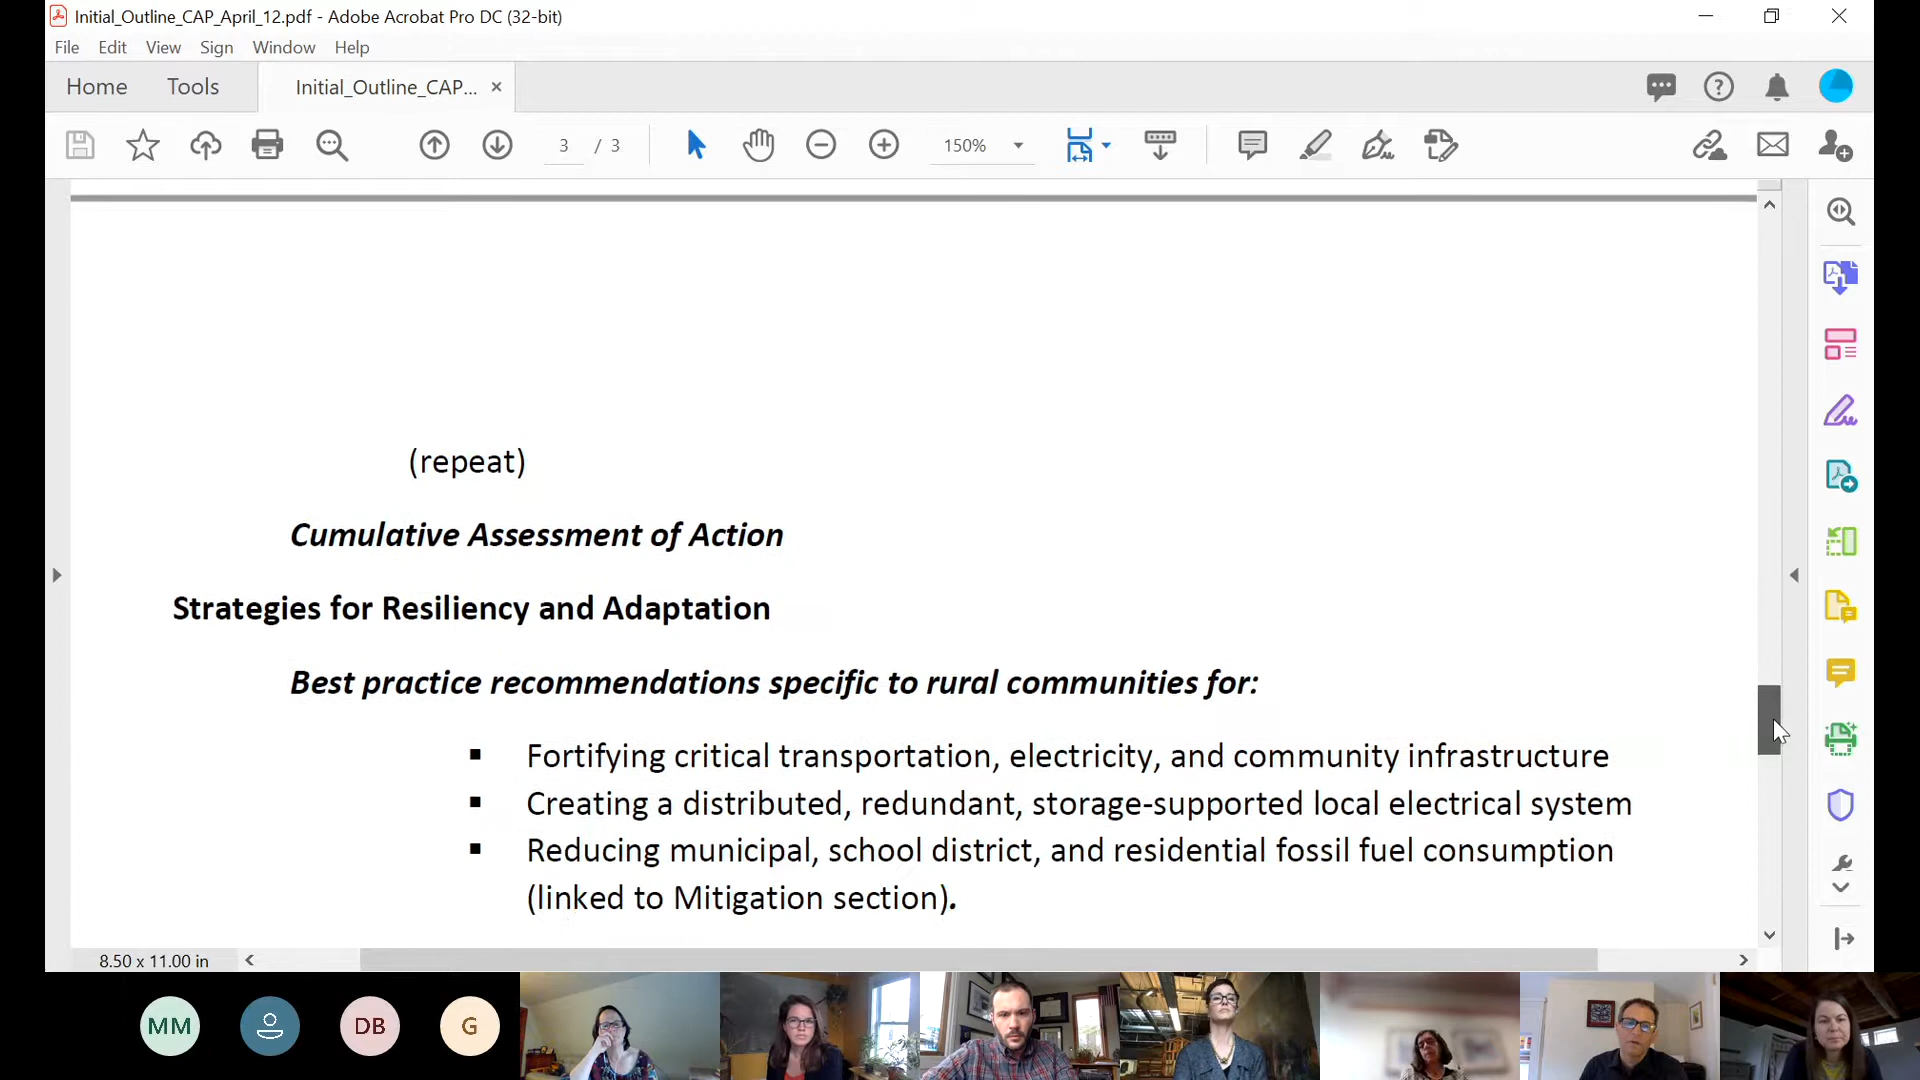 Initial_Outline_CAP_April_12.pdf - Adobe Acrobat Pro DC (32-bit)
File Edit View Sign Window Help
Home Tools Initial_Outline_CAP... ×
3 / 3 150%
(repeat)
Cumulative Assessment of Action
Strategies for Resiliency and Adaptation
Best practice recommendations specific to rural communities for:
▪ Fortifying critical transportation, electricity, and community infrastructure
▪ Creating a distributed, redundant, storage-supported local electrical system
▪ Reducing municipal, school district, and residential fossil fuel consumption
(linked to Mitigation section).
8.50 x 11.00 in
MM DB G